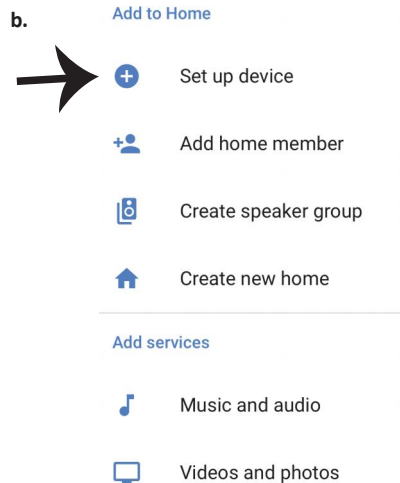 b.
Add to Home
Set up device
Add home member
Create speaker group
Create new home
Add services
Music and audio
Videos and photos